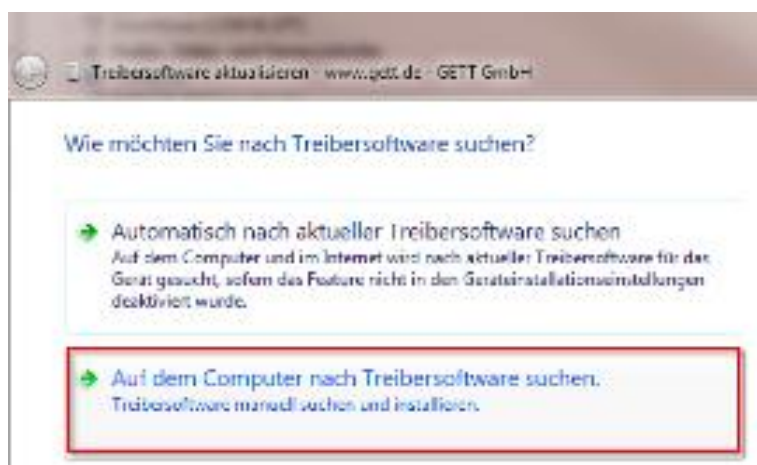 Treibersoftware aktualisieren - www.gett.de - GETT GmbH
Wie möchten Sie nach Treibersoftware suchen?
Automatisch nach aktueller Treibersoftware suchen
Auf dem Computer und im Internet wird nach aktueller Treibersoftware für das
Gerät gesucht, sofern das Feature nicht in den Geräteinstallationseinstellungen
deaktiviert wurde.
Auf dem Computer nach Treibersoftware suchen.
Treibersoftware manuell suchen und installieren.